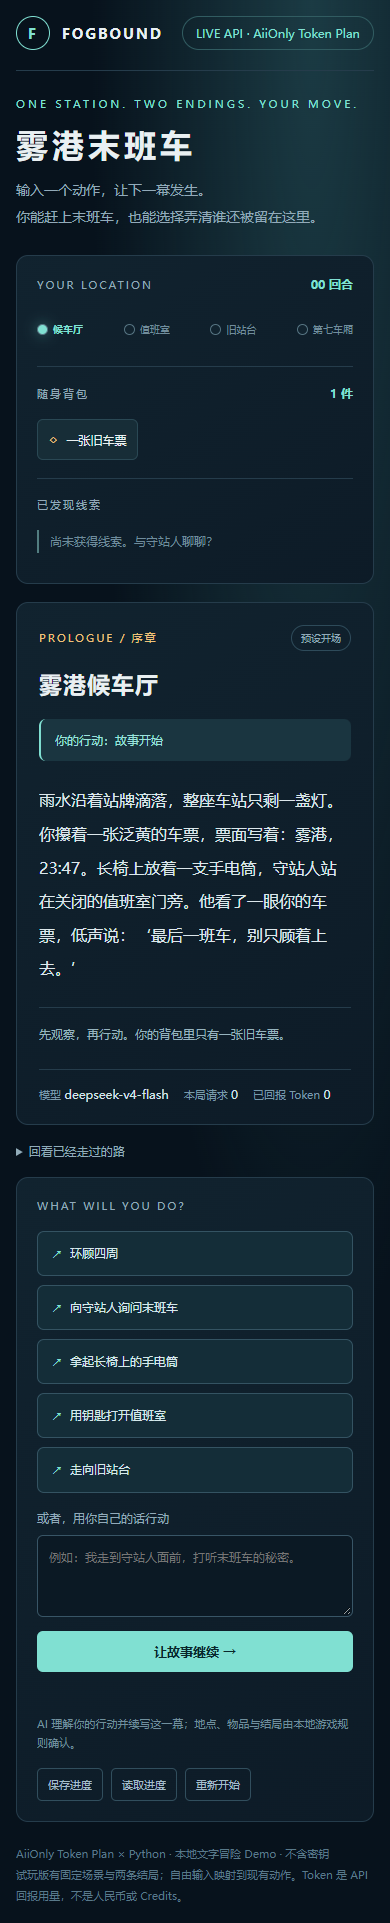 F FOGBOUND LIVE API · AiiOnly Token Plan
ONE STATION. TWO ENDINGS. YOUR MOVE.
雾港末班车
输入一个动作，让下一幕发生。
你能赶上末班车，也能选择弄清谁还被留在这里。
YOUR LOCATION 00 回合
候车厅 值班室 旧站台 第七车厢
随身背包 1 件
◇ 一张旧车票
已发现线索
尚未获得线索。与守站人聊聊？
PROLOGUE / 序章 预设开场
雾港候车厅
你的行动：故事开始
雨水沿着站牌滴落，整座车站只剩一盏灯。
你攥着一张泛黄的车票，票面写着：雾港，
23:47。长椅上放着一支手电筒，守站人站
在关闭的值班室门旁。他看了一眼你的车
票，低声说：‘最后一班车，别只顾着上
去。’
先观察，再行动。你的背包里只有一张旧车票。
模型 deepseek-v4-flash 本局请求 0 已回报 Token 0
▶ 回看已经走过的路
WHAT WILL YOU DO?
↗ 环顾四周
↗ 向守站人询问末班车
↗ 拿起长椅上的手电筒
↗ 用钥匙打开值班室
↗ 走向旧站台
或者，用你自己的话行动
例如：我走到守站人面前，打听末班车的秘密。
让故事继续 →
AI 理解你的行动并续写这一幕；地点、物品与结局由本地游戏规
则确认。
保存进度 读取进度 重新开始
AiiOnly Token Plan × Python · 本地文字冒险 Demo · 不含密钥
试玩版有固定场景与两条结局；自由输入映射到现有动作。Token 是 API
回报用量，不是人民币或 Credits。